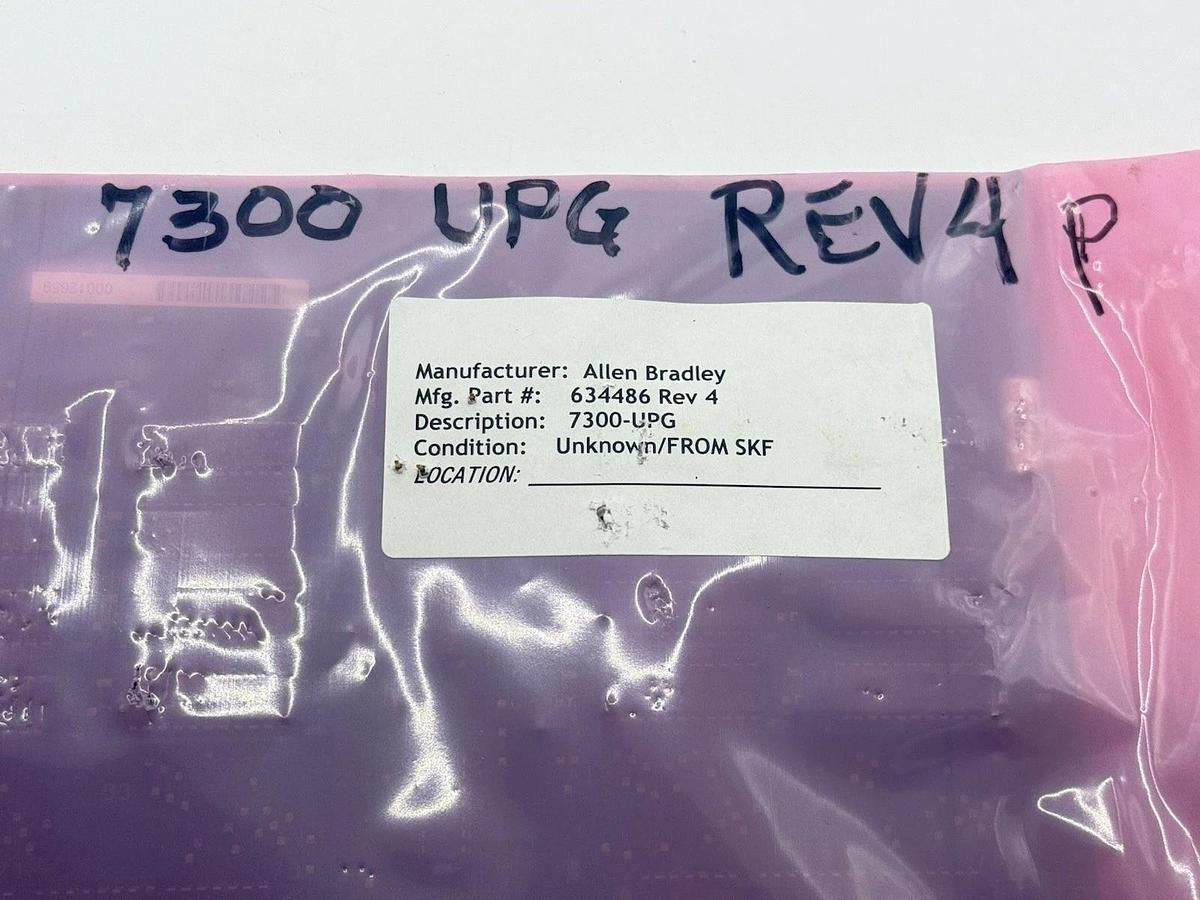 7300 UPG REV4 P
Manufacturer: Allen Bradley
Mfg. Part #: 634486 Rev 4
Description: 7300-UPG
Condition: Unknown/FROM SKF
LOCATION: